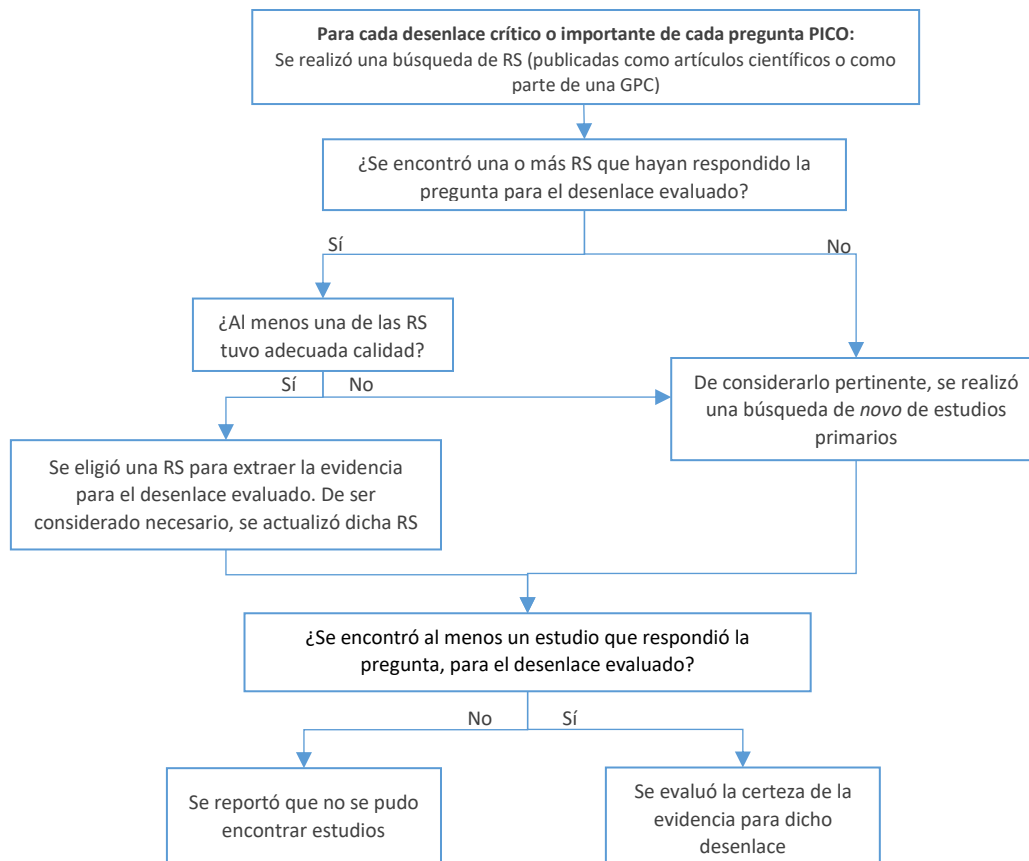 Para cada desenlace crítico o importante de cada pregunta PICO:
Se realizó una búsqueda de RS (publicadas como artículos científicos o como
parte de una GPC)
¿Se encontró una o más RS que hayan respondido la
pregunta para el desenlace evaluado?
Sí
No
¿Al menos una de las RS
tuvo adecuada calidad?
Sí
No
De considerarlo pertinente, se realizó
una búsqueda de novo de estudios
primarios
Se eligió una RS para extraer la evidencia
para el desenlace evaluado. De ser
considerado necesario, se actualizó dicha RS
¿Se encontró al menos un estudio que respondió la
pregunta, para el desenlace evaluado?
No
Sí
Se reportó que no se pudo
encontrar estudios
Se evaluó la certeza de la
evidencia para dicho
desenlace